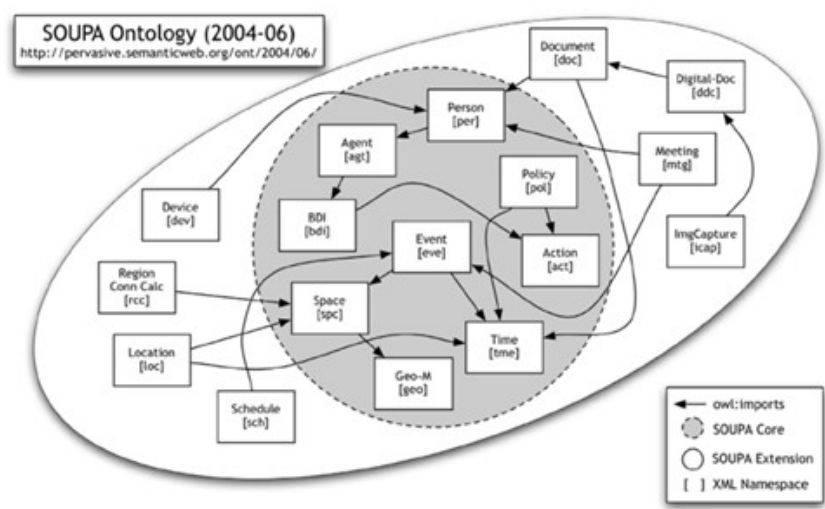 SOUPA Ontology (2004-06)
http://pervasive.semanticweb.org/ont/2004/06/
Document
[doc]
Digital-Doc
[ddc]
Person
[per]
Agent
[agt]
Meeting
[mtg]
Policy
[pol]
Device
[dev]
BDI
[bdi]
Event
[eve]
Action
[act]
ImgCapture
[icap]
Region
Conn Calc
[rcc]
Space
[spc]
Location
[loc]
Time
[tme]
Geo-M
[geo]
Schedule
[sch]
owl:imports
SOUPA Core
SOUPA Extension
[ ] XML Namespace